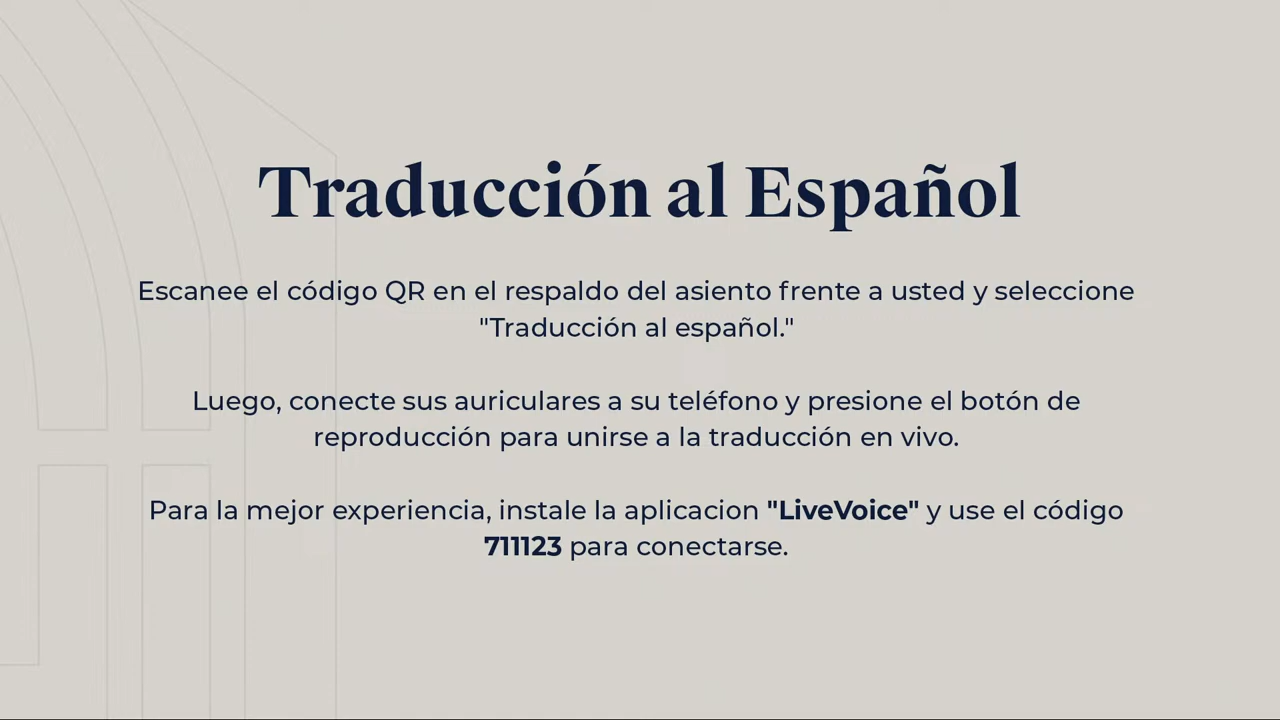 Traducción al Español
Escanee el código QR en el respaldo del asiento frente a usted y seleccione
"Traducción al español."
Luego, conecte sus auriculares a su teléfono y presione el botón de
reproducción para unirse a la traducción en vivo.
Para la mejor experiencia, instale la aplicacion "LiveVoice" y use el código
711123 para conectarse.